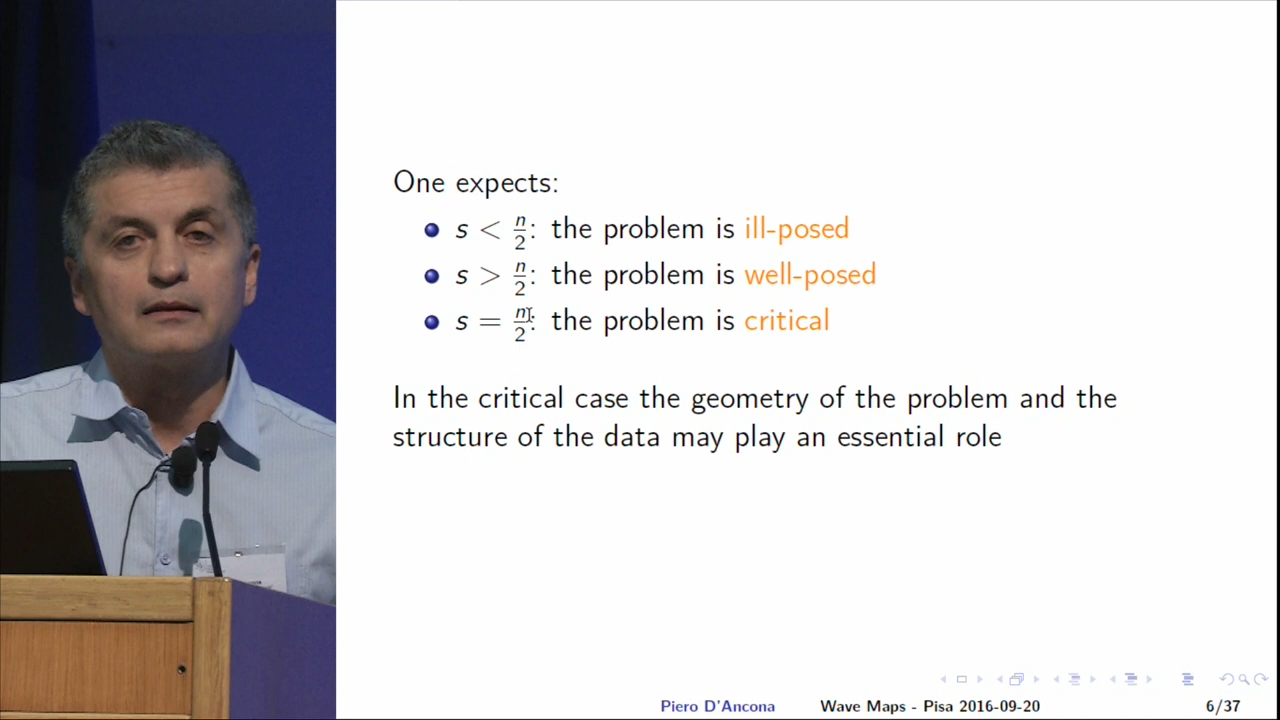 One expects:
s < n/2: the problem is ill-posed
s > n/2: the problem is well-posed
s = n/2: the problem is critical
In the critical case the geometry of the problem and the
structure of the data may play an essential role
Piero D'Ancona Wave Maps - Pisa 2016-09-20 6/37